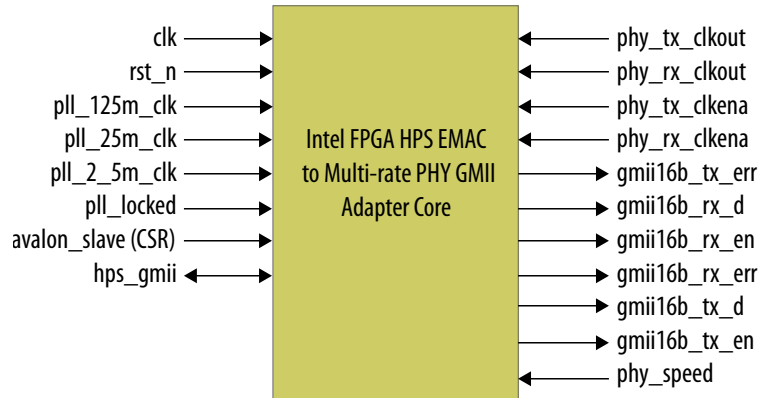 clk
rst_n
pll_125m_clk
pll_25m_clk
pll_2_5m_clk
pll_locked
avalon_slave (CSR)
hps_gmii
Intel FPGA HPS EMAC
to Multi-rate PHY GMII
Adapter Core
phy_tx_clkout
phy_rx_clkout
phy_tx_clkena
phy_rx_clkena
gmii16b_tx_err
gmii16b_rx_d
gmii16b_rx_en
gmii16b_rx_err
gmii16b_tx_d
gmii16b_tx_en
phy_speed